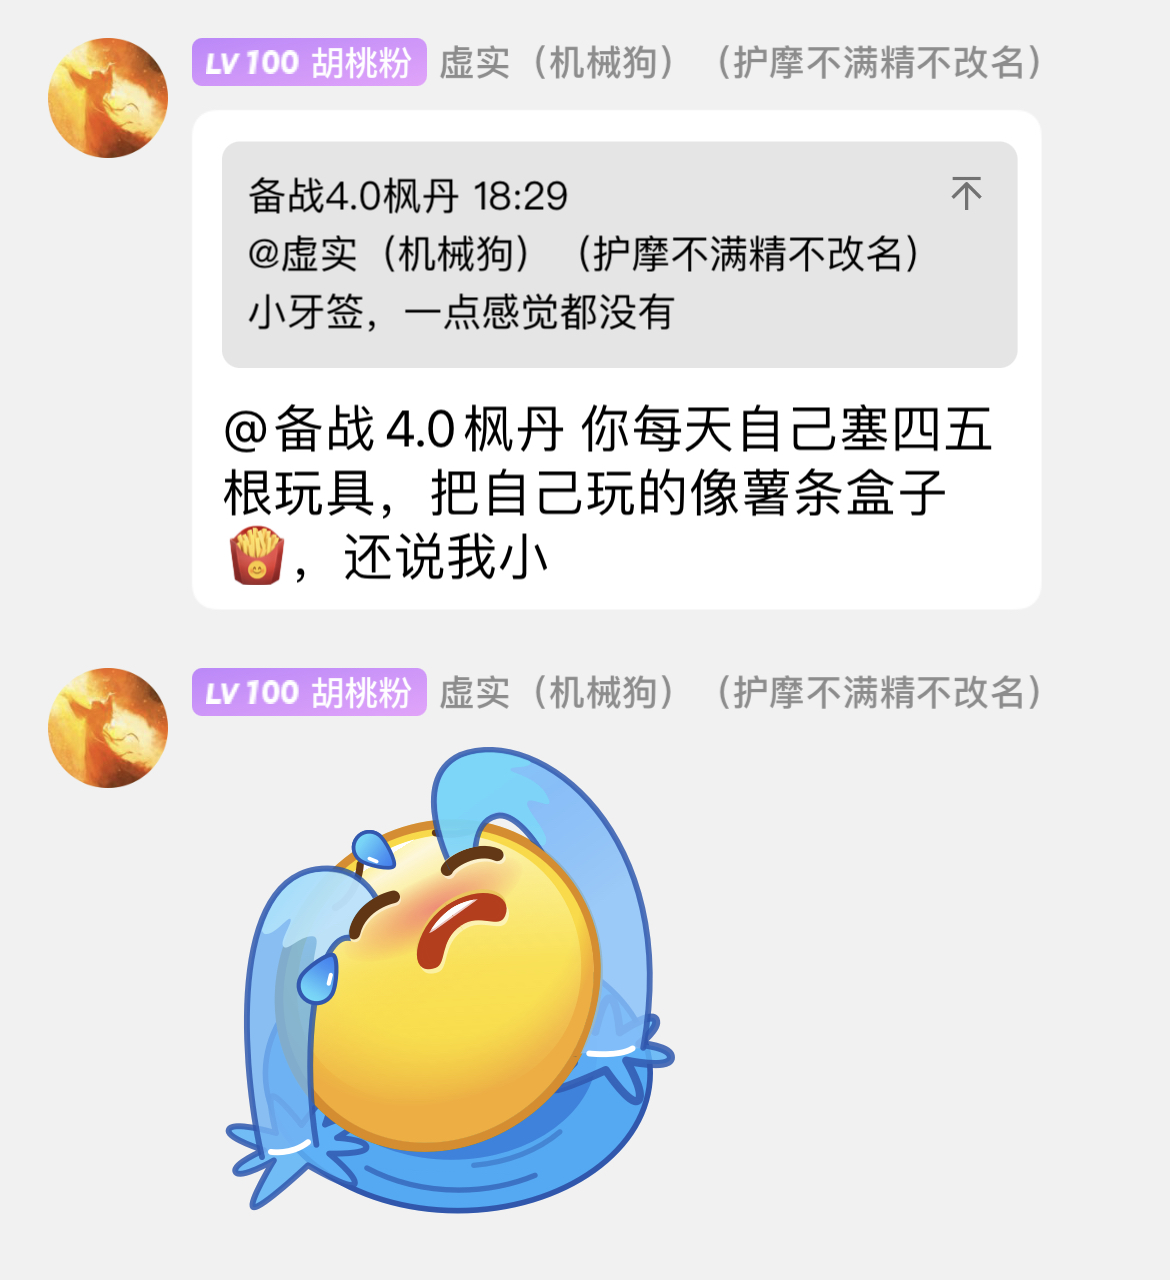 LV100 胡桃粉 虚实（机械狗）（护摩不满精不改名）
备战4.0枫丹 18:29
@虚实（机械狗）（护摩不满精不改名）
小牙签，一点感觉都没有
@备战4.0枫丹 你每天自己塞四五
根玩具，把自己玩的像薯条盒子
🍟，还说我小
LV100 胡桃粉 虚实（机械狗）（护摩不满精不改名）